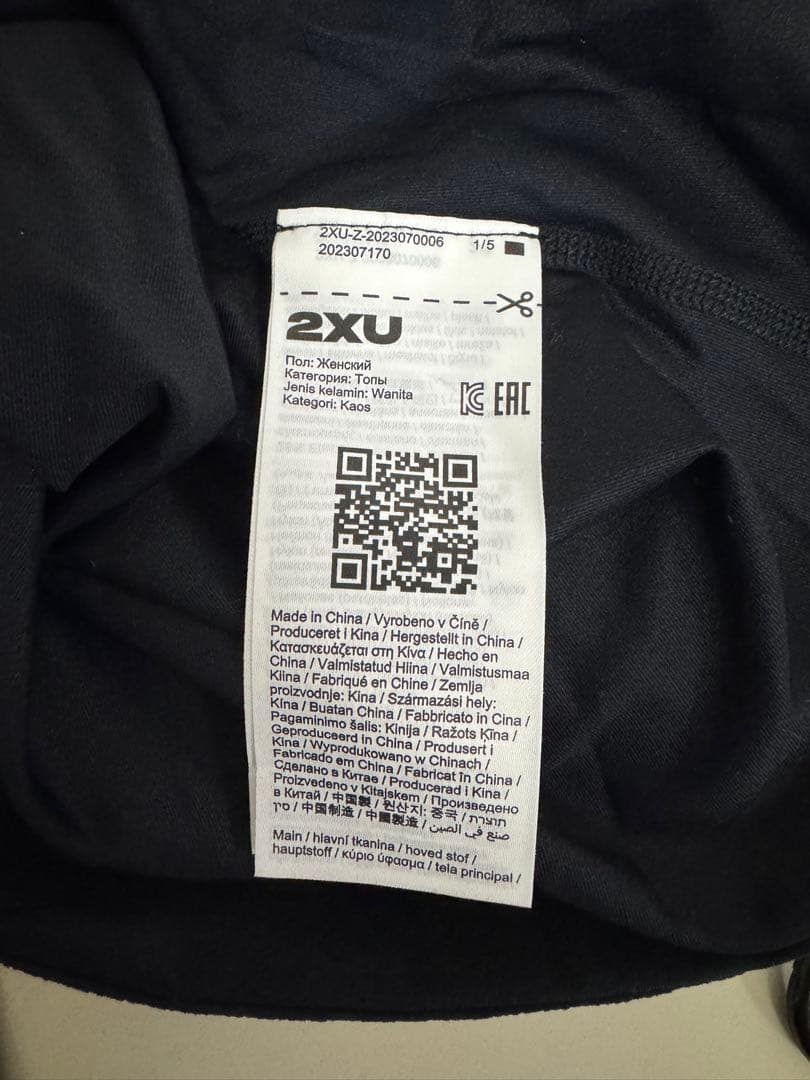 2XU-Z-2023070006 1/5
202307170
2XU
Пол: Женский
Категория: Топы
Jenis kelamin: Wanita
Kategori: Kaos
EAC
Made in China / Vyrobeno v Číně /
Produceret i Kina / Hergestellt in China /
Κατασκευάζεται στη Κίνα / Hecho en
China / Valmistatud Hiina / Valmistusmaa
Kiina / Fabriqué en Chine / Zemlja
proizvodnje: Kina / Származási hely:
Kína / Buatan China / Fabbricato in Cina /
Pagaminimo šalis: Kinija / Ražots Ķīna /
Geproduceerd in China / Produsert i
Kina / Wyprodukowano w Chinach /
Fabricado em China / Fabricat în China /
Сделано в Китае / Producerad i Kina /
Proizvedeno v Kitajskem / Произведено
в Китай / 中国製 / 원산지: 중국 / תוצרת
סין / 中国制造 / 中國製造 / صنع في الصين
Main / hlavní tkanina / hoved stof /
hauptstoff / κύριο ύφασμα / tela principal /